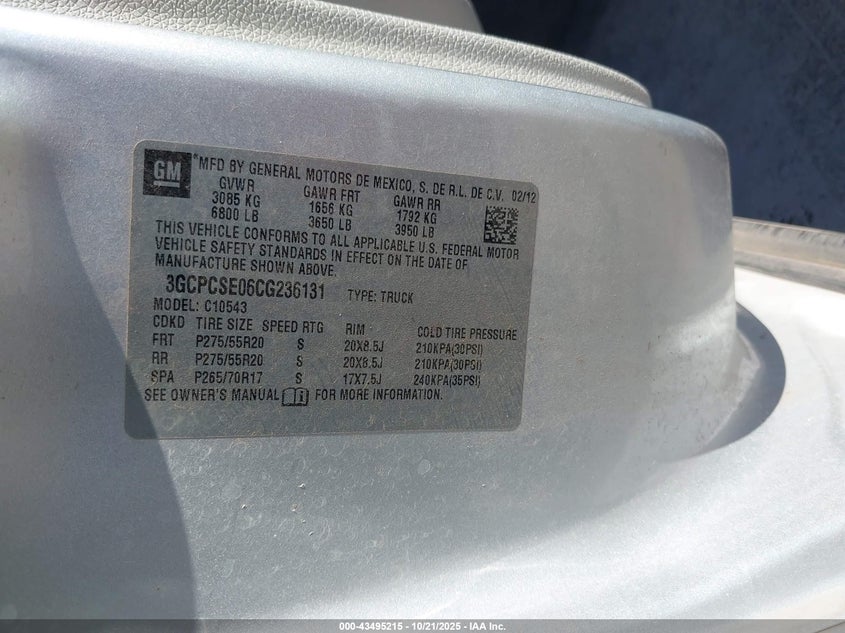 GM
*MFD BY GENERAL MOTORS DE MEXICO, S. DE R.L. DE C.V. 02/12
GVWR GAWR FRT GAWR RR
3085 KG 1656 KG 1792 KG
6800 LB 3650 LB 3950 LB
THIS VEHICLE CONFORMS TO ALL APPLICABLE U.S. FEDERAL MOTOR
VEHICLE SAFETY STANDARDS IN EFFECT ON THE DATE OF
MANUFACTURE SHOWN ABOVE.
3GCPCSE06CG236131 TYPE: TRUCK
MODEL: C10543
CDKD TIRE SIZE SPEED RTG RIM COLD TIRE PRESSURE
FRT P275/55R20 S 20X8.5J 210KPA(30PSI)
RR P275/55R20 S 20X8.5J 210KPA(30PSI)
SPA P265/70R17 S 17X7.5J 240KPA(35PSI)
SEE OWNER'S MANUAL FOR MORE INFORMATION.
000-43495215 - 10/21/2025 - IAA Inc.